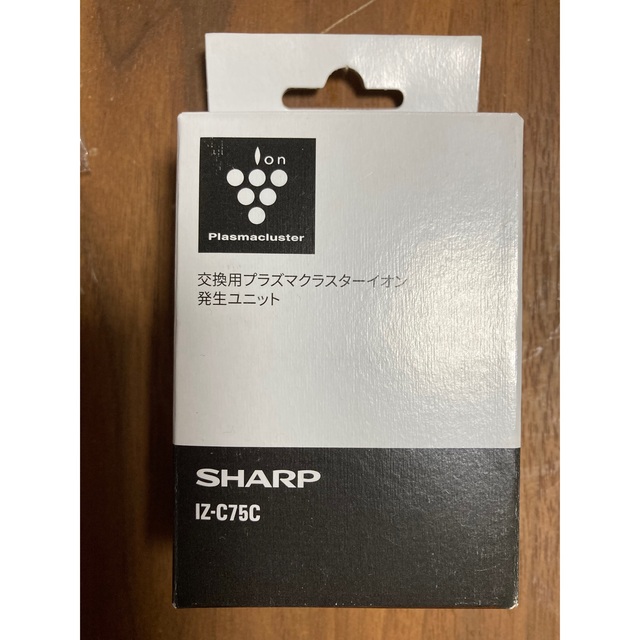 Ion
Plasmacluster
交換用プラズマクラスターイオン
発生ユニット
SHARP
IZ-C75C